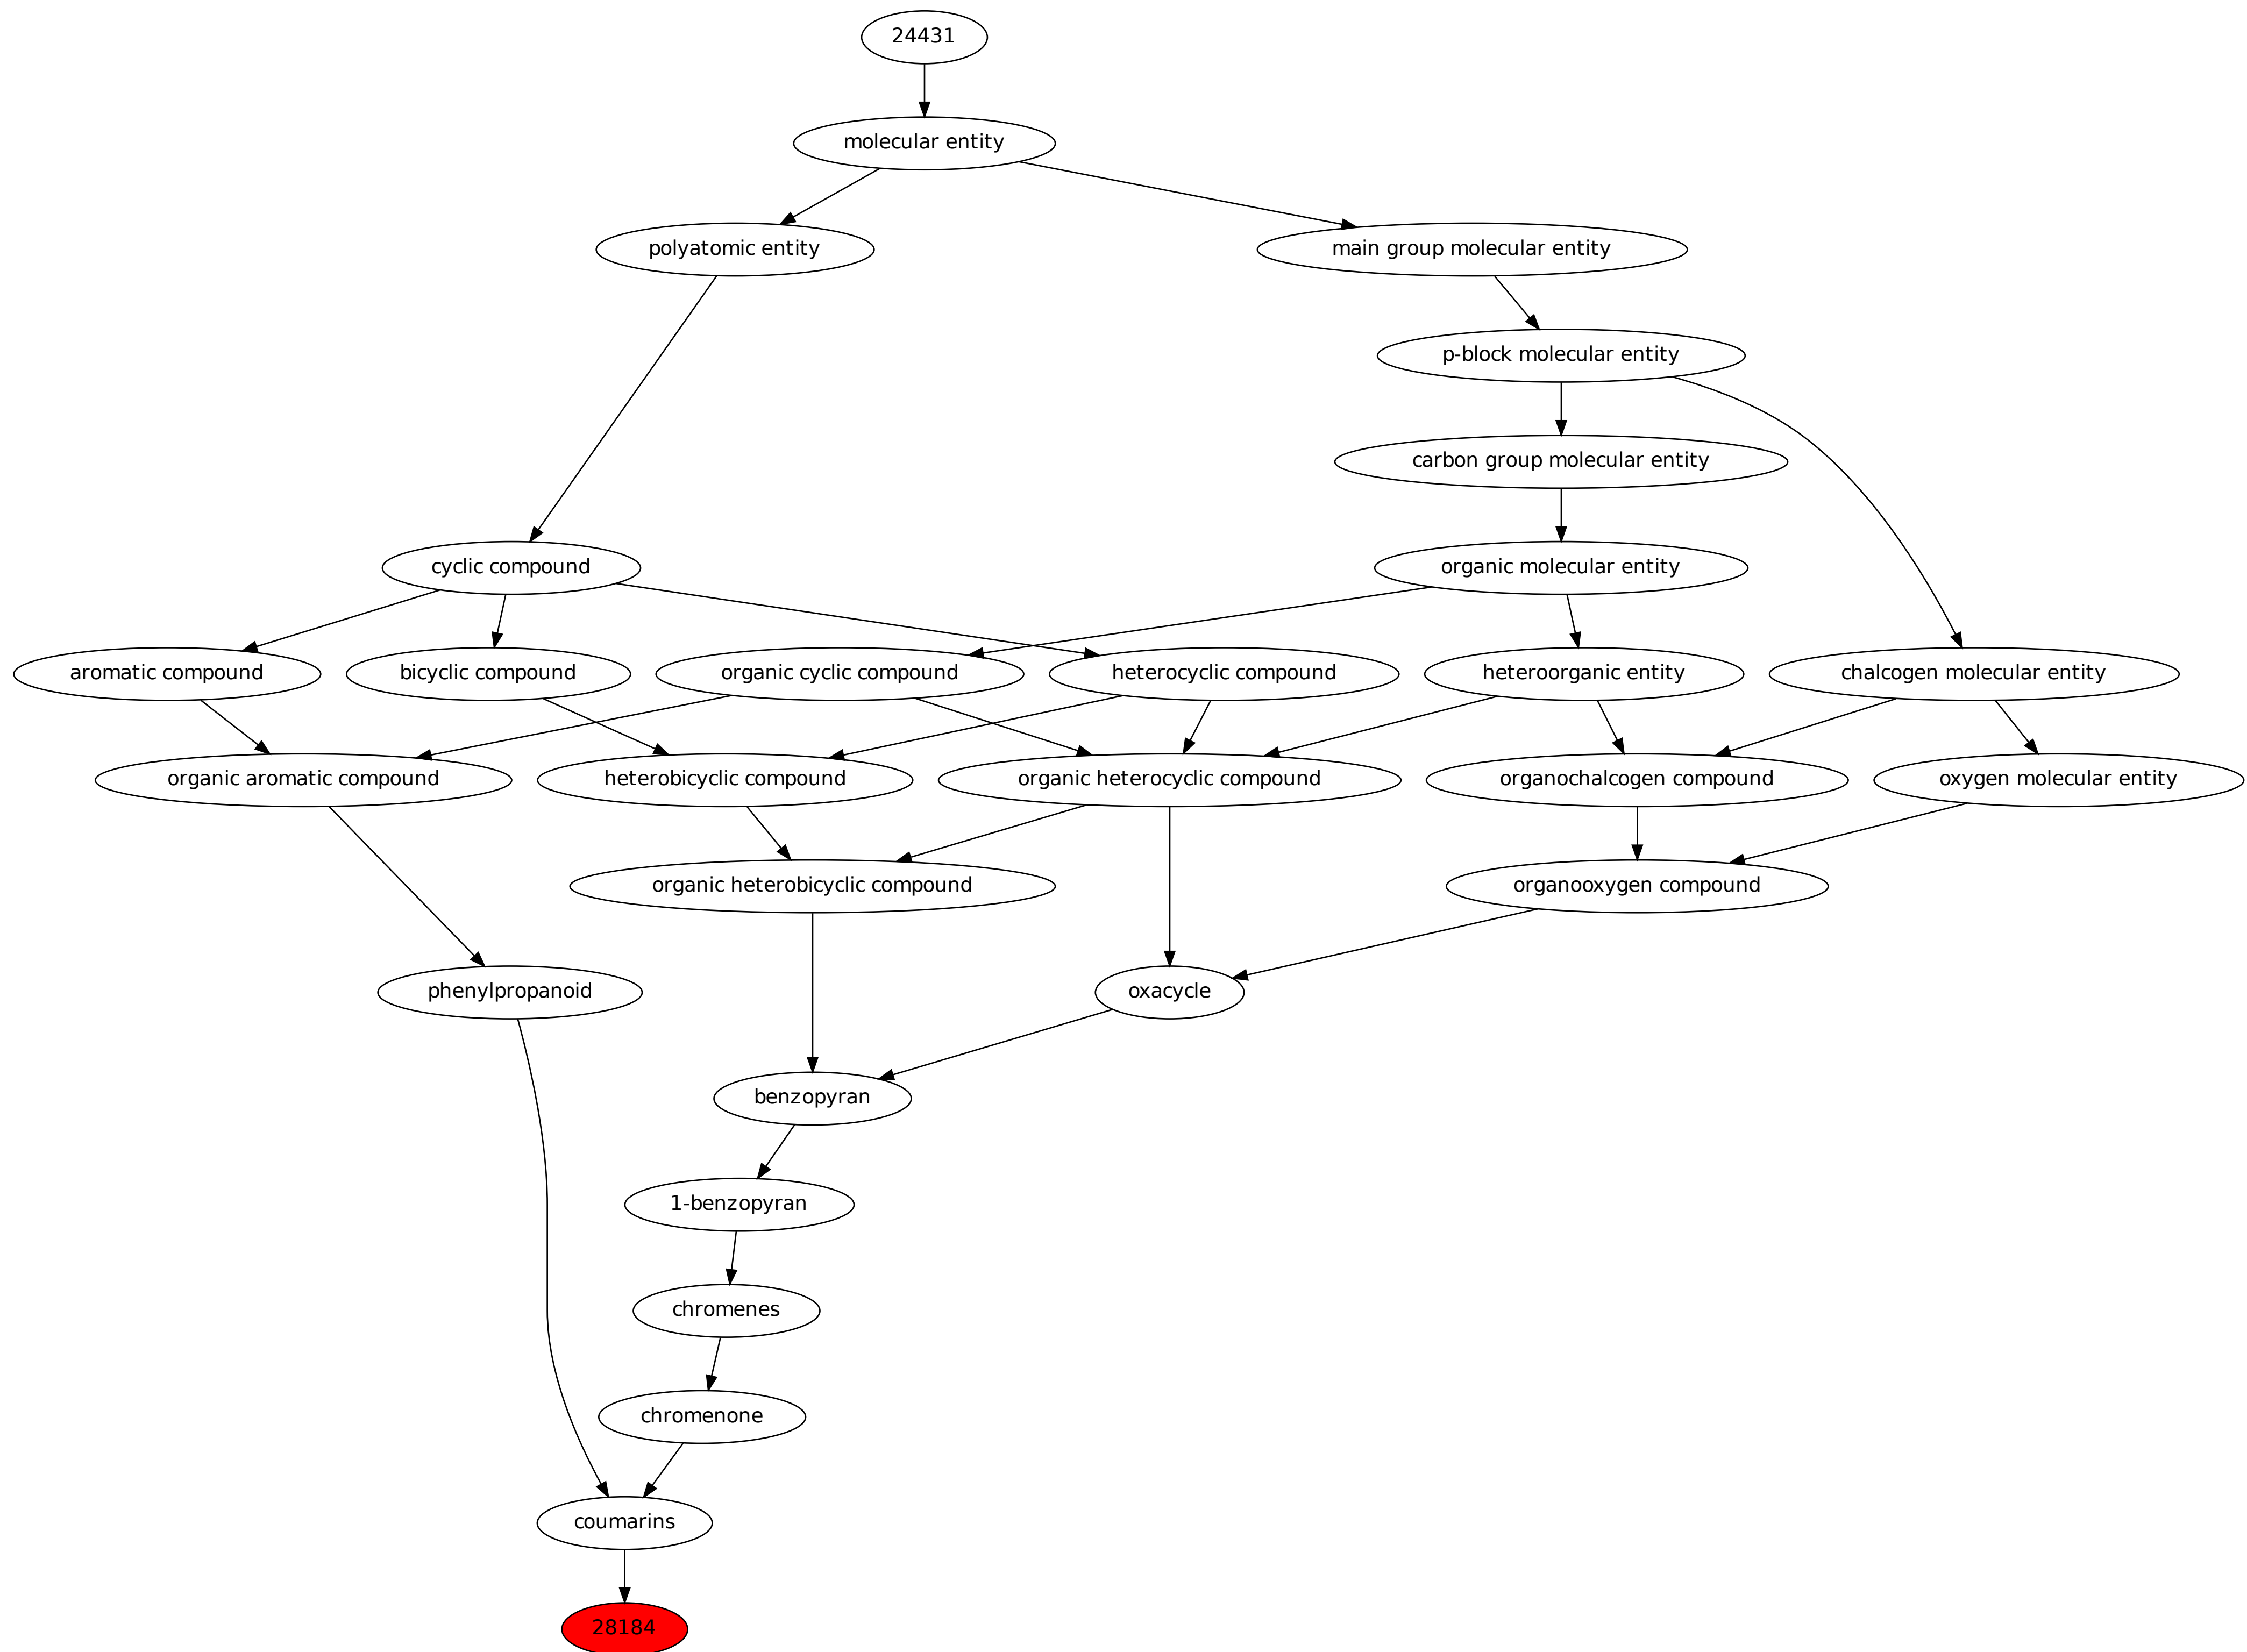 24431
molecular entity
polyatomic entity
main group molecular entity
p-block molecular entity
carbon group molecular entity
cyclic compound
organic molecular entity
aromatic compound
bicyclic compound
organic cyclic compound
heterocyclic compound
heteroorganic entity
chalcogen molecular entity
organic aromatic compound
heterobicyclic compound
organic heterocyclic compound
organochalcogen compound
oxygen molecular entity
organic heterobicyclic compound
organooxygen compound
phenylpropanoid
oxacycle
benzopyran
1-benzopyran
chromenes
chromenone
coumarins
28184